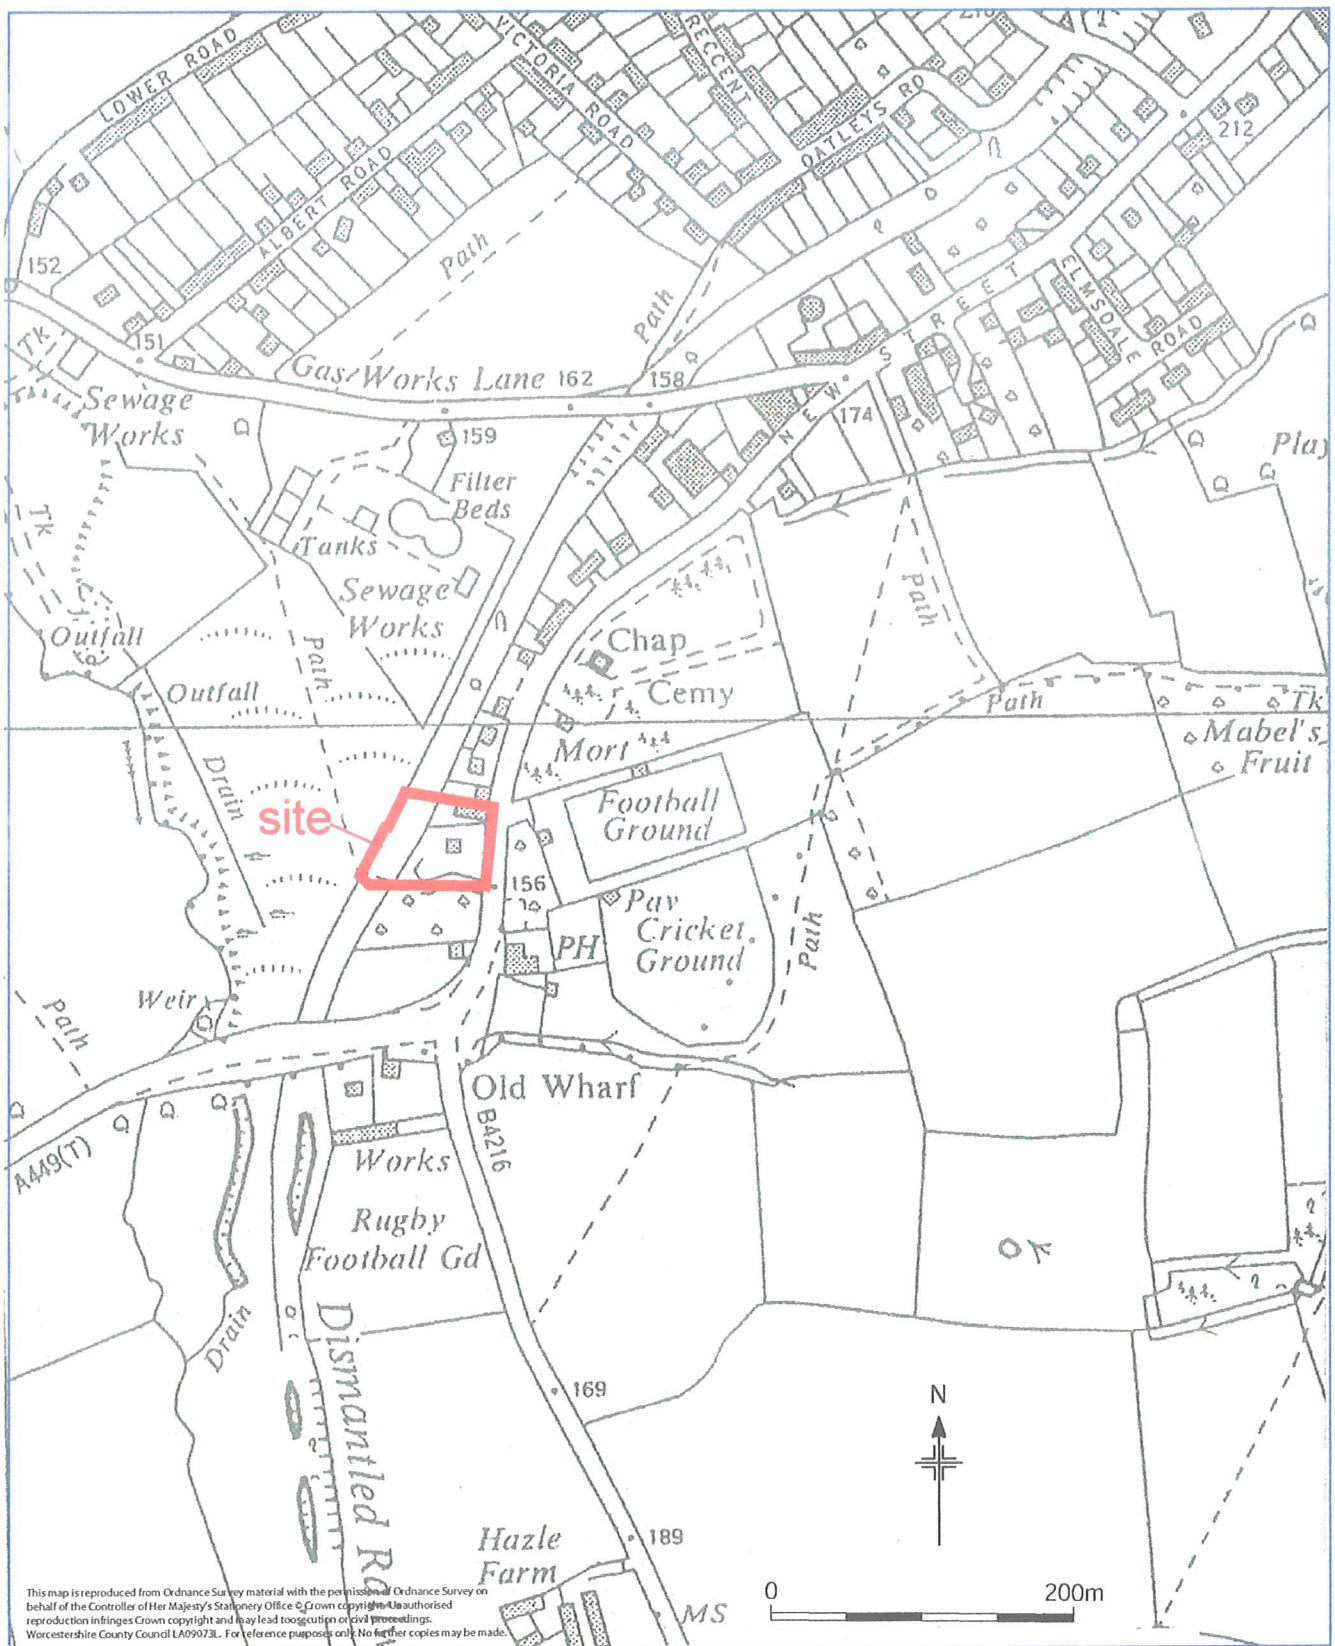 LOWER ROAD
VICTORIA ROAD
OATLEYS RD
212
ALBERT ROAD
Path
152
Path
151
Tk
NEW STREET
ELMSDALE ROAD
Gas Works Lane
162
158
Sewage
Works
159
174
Filter
Beds
Tk
Tanks
Sewage
Works
Path
Path
Outfall
Outfall
Chap
Cemy
Path
Tk
Mabel's
Fruit
Mort
Drain
site
Football
Ground
156
Pav
Cricket
Ground
PH
Path
Weir
Path
Old Wharf
A449(T)
B4216
Works
Rugby
Football Gd
Drain
Dismantled
169
N
Hazle
Farm
189
MS
0
200m
This map is reproduced from Ordnance Survey material with the permission of Ordnance Survey on
behalf of the Controller of Her Majesty's Stationery Office © Crown copyright. Unauthorised
reproduction infringes Crown copyright and may lead to osecution or civil proceedings.
Worcestershire County Council LA09073L. For reference purposes only. No further copies may be made.